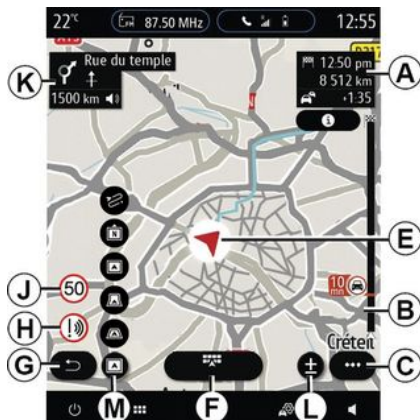 22°c FM 87.50 MHz 12:55
K Rue du temple
1500 km
12.50 pm A
8 512 km
+1:35
i
N
E
J 50
10 mn
B
H !
Créteil
G F L C
M